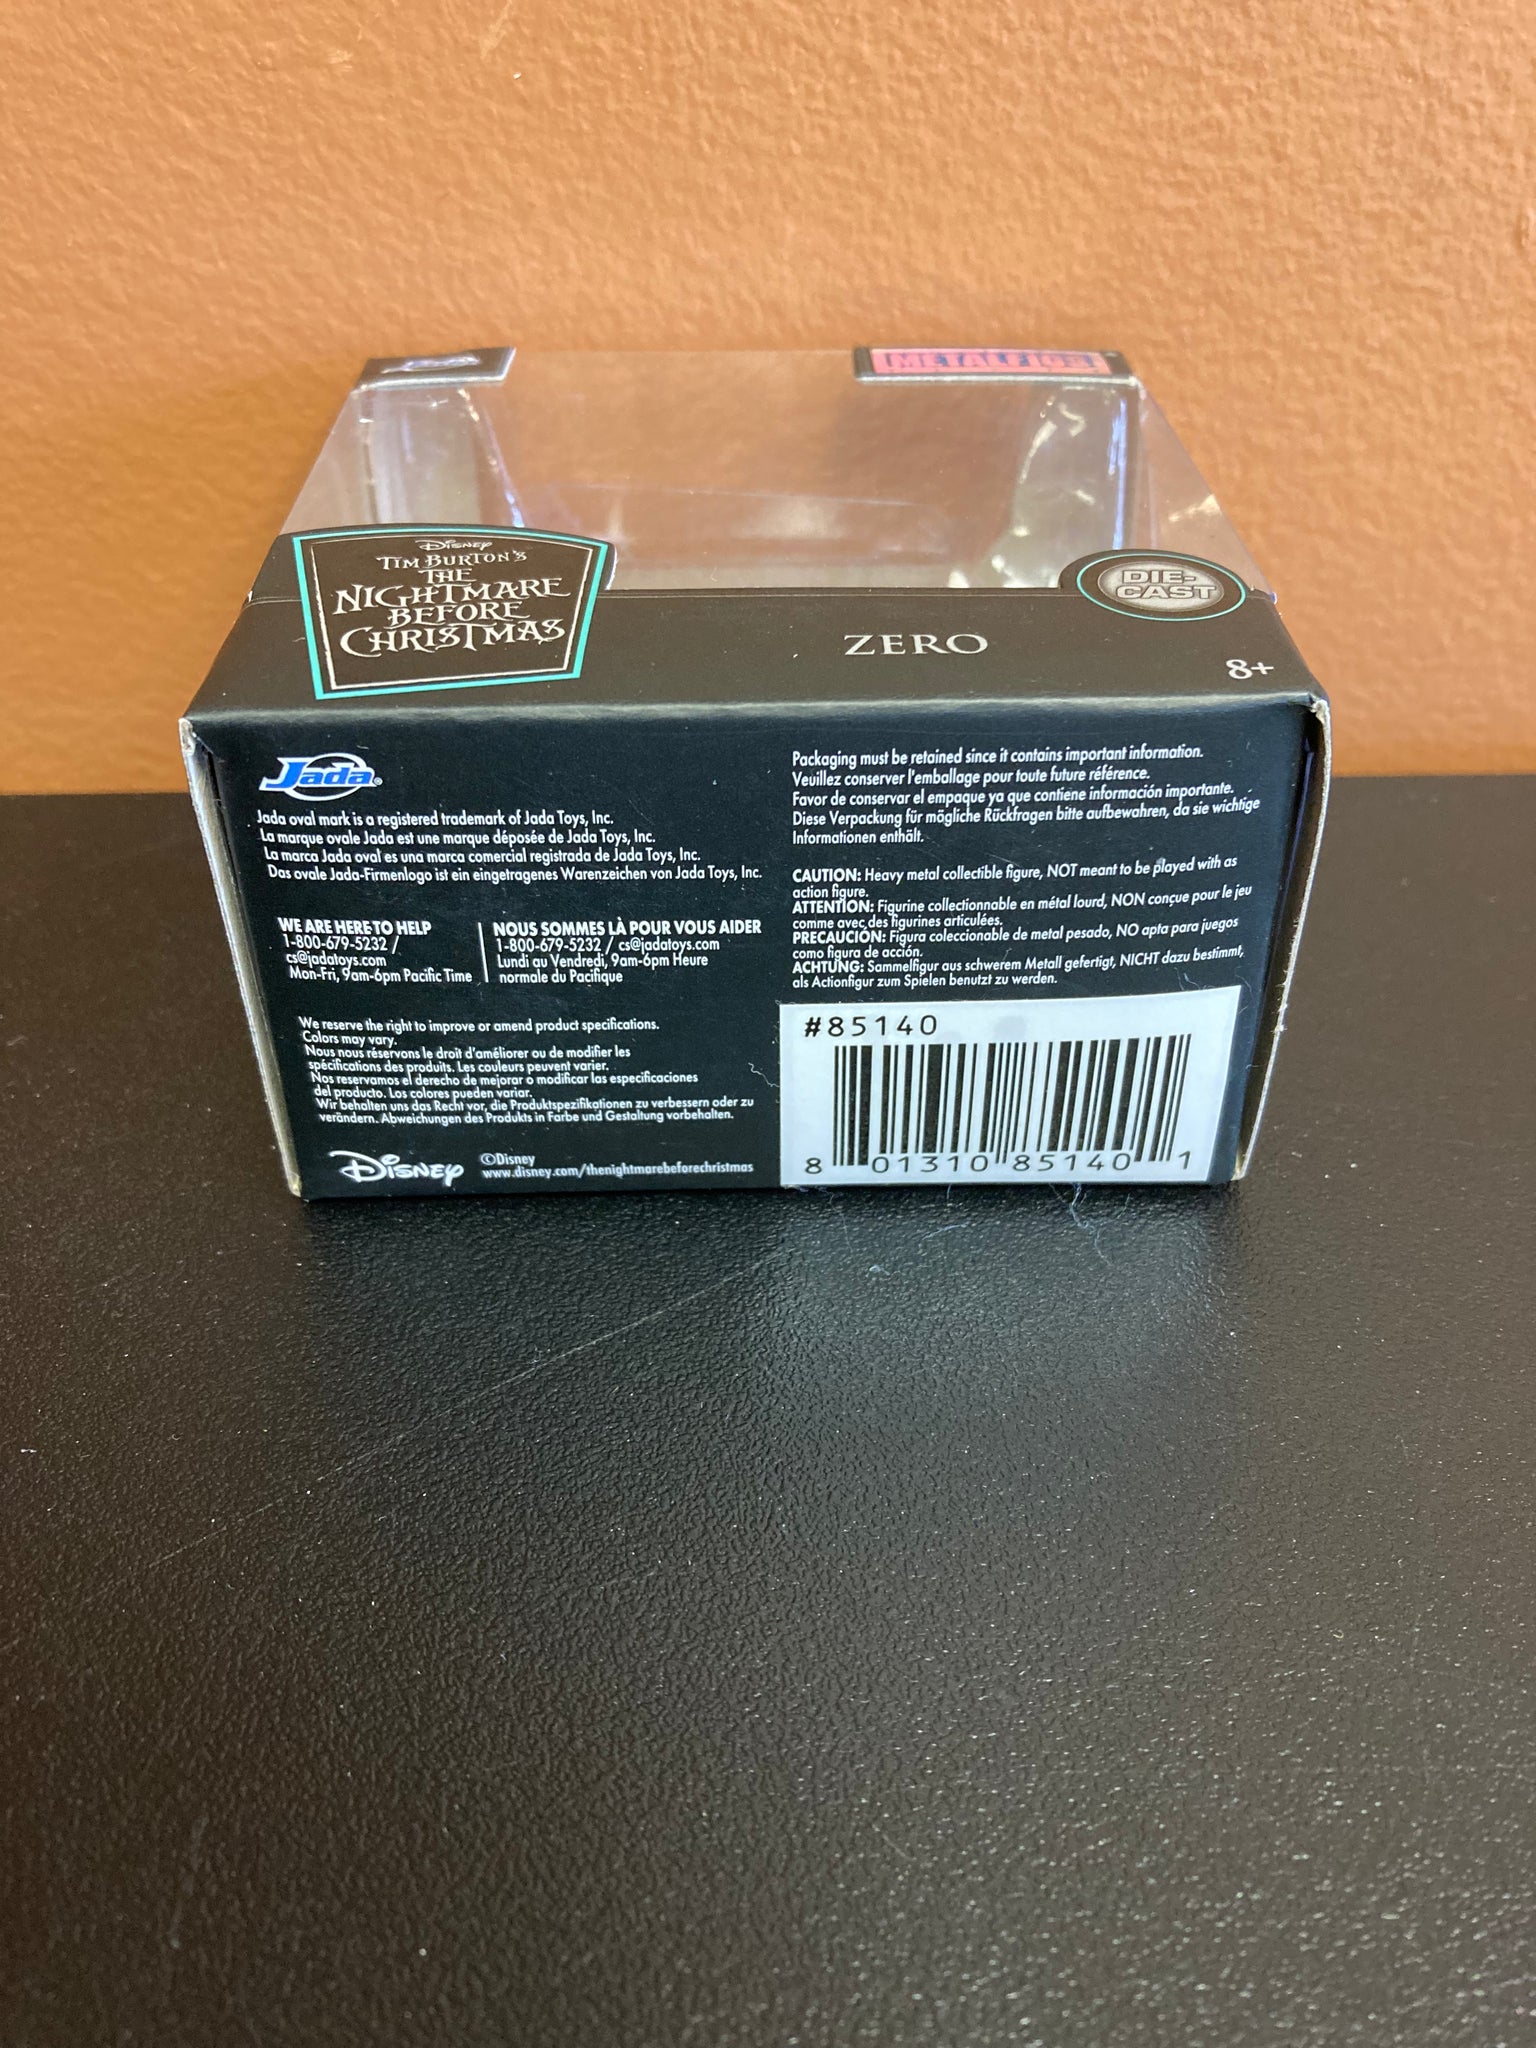 Jada
METALFIGS
DISNEY
TIM BURTON'S
THE
NIGHTMARE
BEFORE
CHRISTMAS
ZERO
DIE-
CAST
8+
Jada®
Jada oval mark is a registered trademark of Jada Toys, Inc.
La marque ovale Jada est une marque déposée de Jada Toys, Inc.
La marca Jada oval es una marca comercial registrada de Jada Toys, Inc.
Das ovale Jada-Firmenlogo ist ein eingetragenes Warenzeichen von Jada Toys, Inc.
WE ARE HERE TO HELP
1-800-679-5232 /
cs@jadatoys.com
Mon-Fri, 9am-6pm Pacific Time
NOUS SOMMES LÀ POUR VOUS AIDER
1-800-679-5232 / cs@jadatoys.com
Lundi au Vendredi, 9am-6pm Heure
normale du Pacifique
We reserve the right to improve or amend product specifications.
Colors may vary.
Nous nous réservons le droit d'améliorer ou de modifier les
spécifications des produits. Les couleurs peuvent varier.
Nos reservamos el derecho de mejorar o modificar las especificaciones
del producto. Los colores pueden variar.
Wir behalten uns das Recht vor, die Produktspezifikationen zu verbessern oder zu
verändern. Abweichungen des Produkts in Farbe und Gestaltung vorbehalten.
DISNEY
©Disney
www.disney.com/thenightmarebeforechristmas
Packaging must be retained since it contains important information.
Veuillez conserver l'emballage pour toute future référence.
Favor de conservar el empaque ya que contiene información importante.
Diese Verpackung für mögliche Rückfragen bitte aufbewahren, da sie wichtige
Informationen enthält.
CAUTION: Heavy metal collectible figure, NOT meant to be played with as
action figure.
ATTENTION: Figurine collectionnable en métal lourd, NON conçue pour le jeu
comme avec des figurines articulées.
PRECAUCIÓN: Figura coleccionable de metal pesado, NO apta para juegos
como figura de acción.
ACHTUNG: Sammelfigur aus schwerem Metall gefertigt, NICHT dazu bestimmt,
als Actionfigur zum Spielen benutzt zu werden.
#85140
8 01310 85140 1